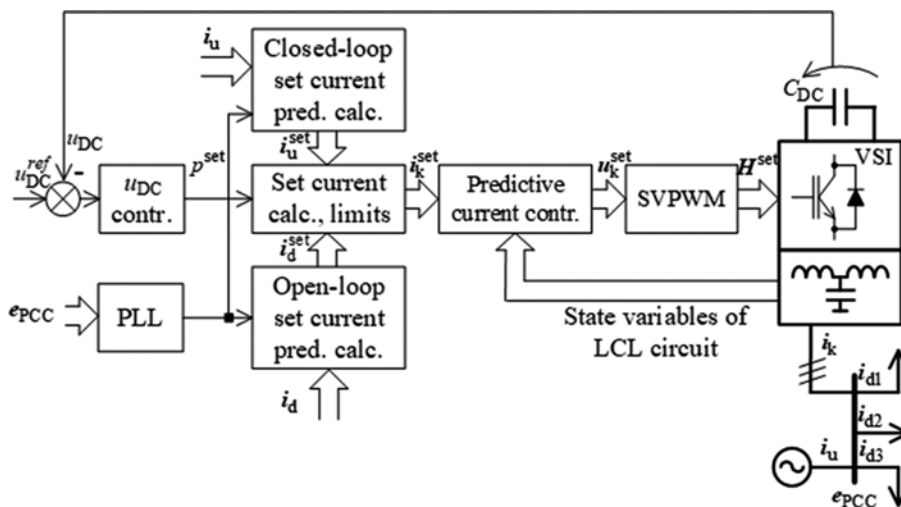 i_u
Closed-loop
set current
pred. calc.
C_DC
VSI
u_DC
u_DC^ref
-
p^set
i_u^set
u_DC
contr.
Set current
calc., limits
i_k^set
Predictive
current contr.
u_k^set
SVPWM
H^set
i_d^set
e_PCC
PLL
Open-loop
set current
pred. calc.
State variables of
LCL circuit
i_d
i_k
i_d1
i_d2
i_u
i_d3
e_PCC